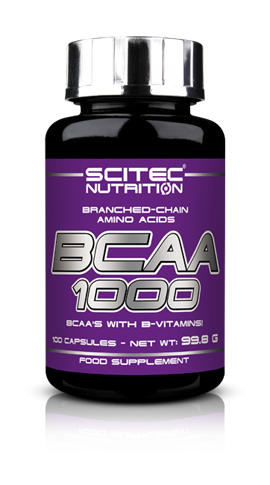 SCITEC
NUTRITION
BRANCHED-CHAIN
AMINO ACIDS
BCAA
1000
BCAA'S WITH B-VITAMINS!
100 CAPSULES - NET WT: 99.8 G
FOOD SUPPLEMENT